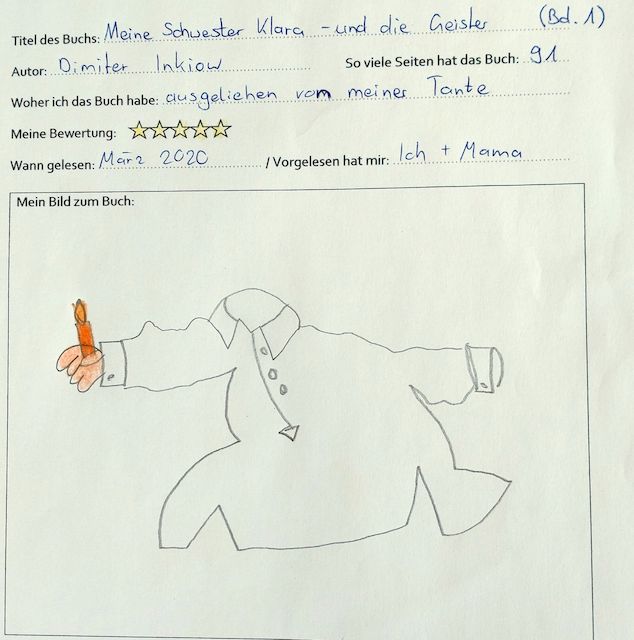 Titel des Buchs: Meine Schwester Klara - und die Geister (Bd. 1)
Autor: Dimiter Inkiow So viele Seiten hat das Buch: 91
Woher ich das Buch habe: ausgeliehen von meiner Tante
Meine Bewertung:
Wann gelesen: März 2020 / Vorgelesen hat mir: Ich + Mama
Mein Bild zum Buch: